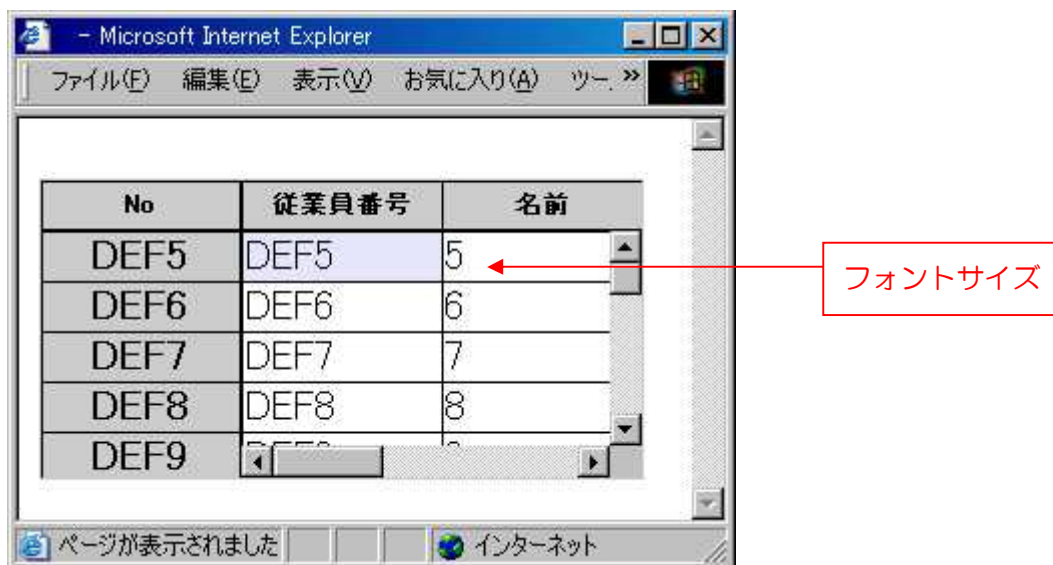 - Microsoft Internet Explorer
ファイル(F) 編集(E) 表示(V) お気に入り(A) ツー. »
No 従業員番号 名前
DEF5 DEF5 5
フォントサイズ
DEF6 DEF6 6
DEF7 DEF7 7
DEF8 DEF8 8
DEF9
ページが表示されました インターネット